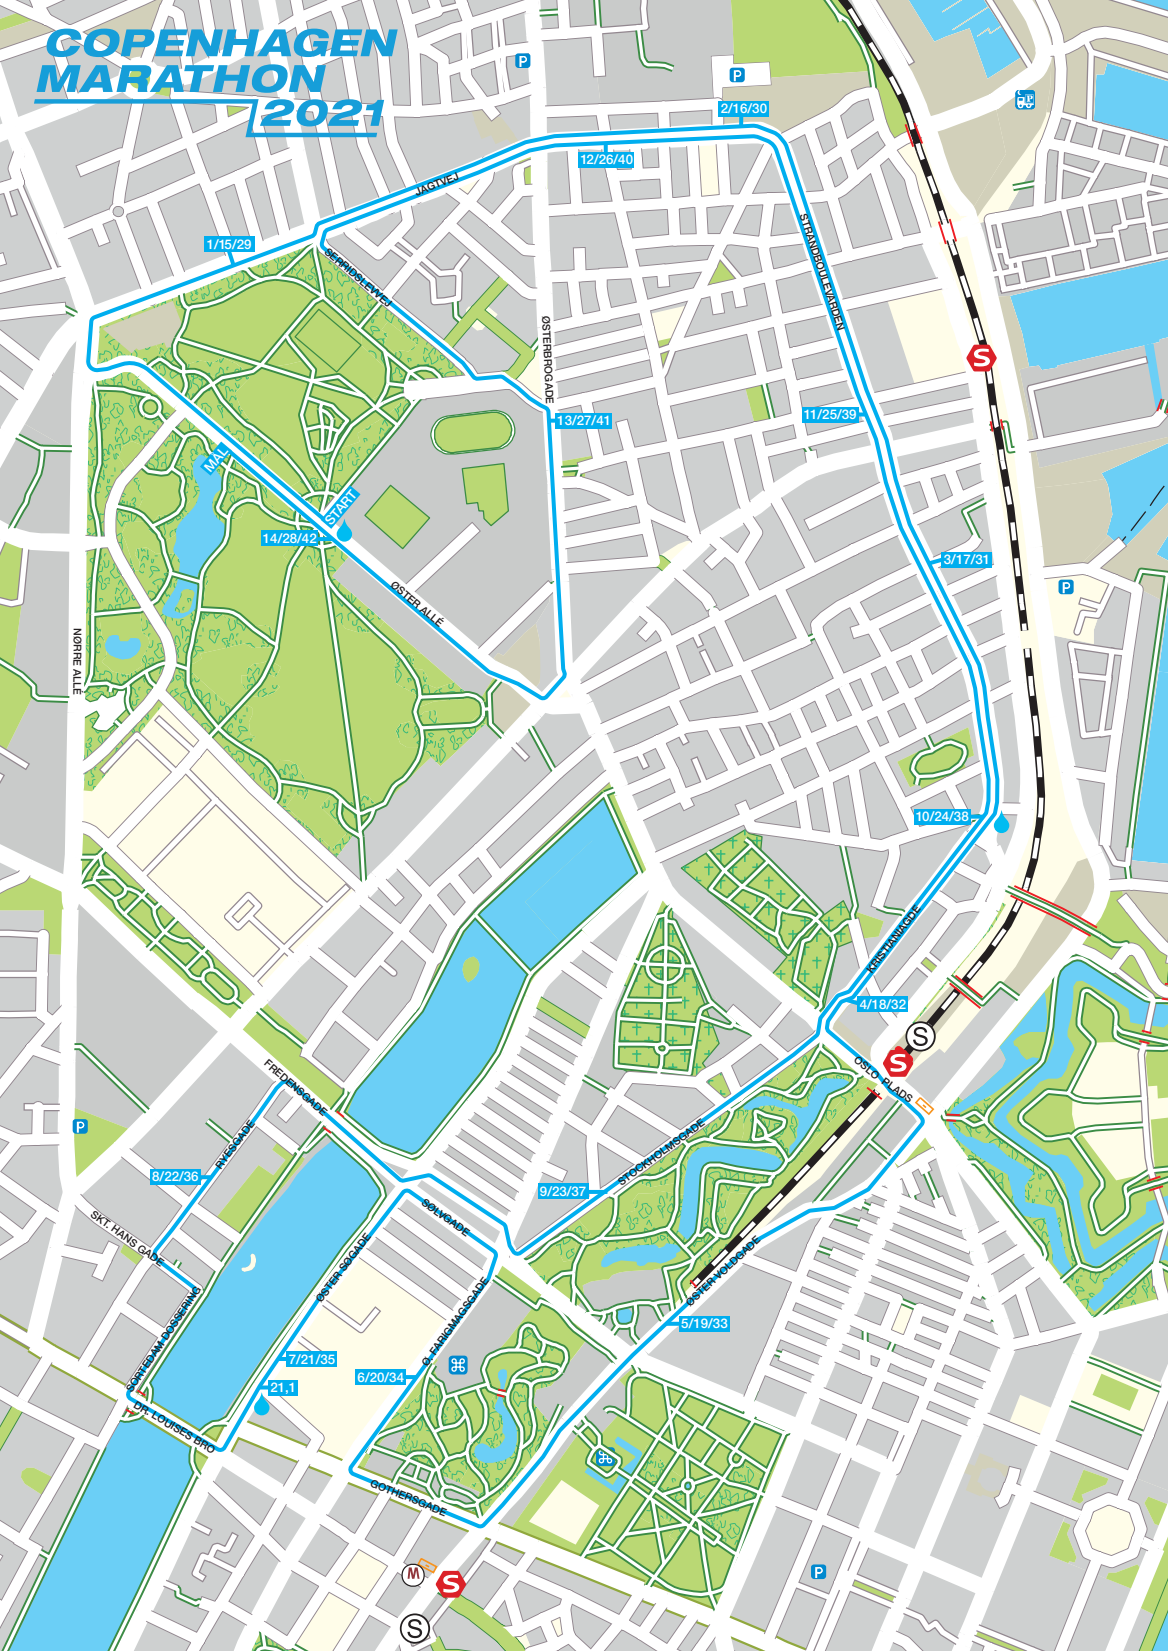 COPENHAGEN
MARATHON
2021
P
P
P
2/16/30
12/26/40
JAGTVEJ
1/15/29
SERRIDSLEVVEJ
STRANDBOULEVARDEN
ØSTERBROGADE
S
13/27/41
11/25/39
MÅL
START
14/28/42
3/17/31
P
ØSTER ALLÉ
NØRRE ALLÉ
10/24/38
KRISTIANIAGDE
4/18/32
S
S
OSLO PLADS
FREDENSGADE
P
RYESGADE
8/22/36
STOCKHOLMSGADE
9/23/37
SKT. HANS GADE
SØLVGADE
ØSTER SØGADE
ØSTER VOLDGADE
SORTEDAM DOSSERING
Ø. FARIGMAGSGADE
5/19/33
7/21/35
6/20/34
21,1
DR. LOUISES BRO
GOTHERSGADE
M
S
P
S